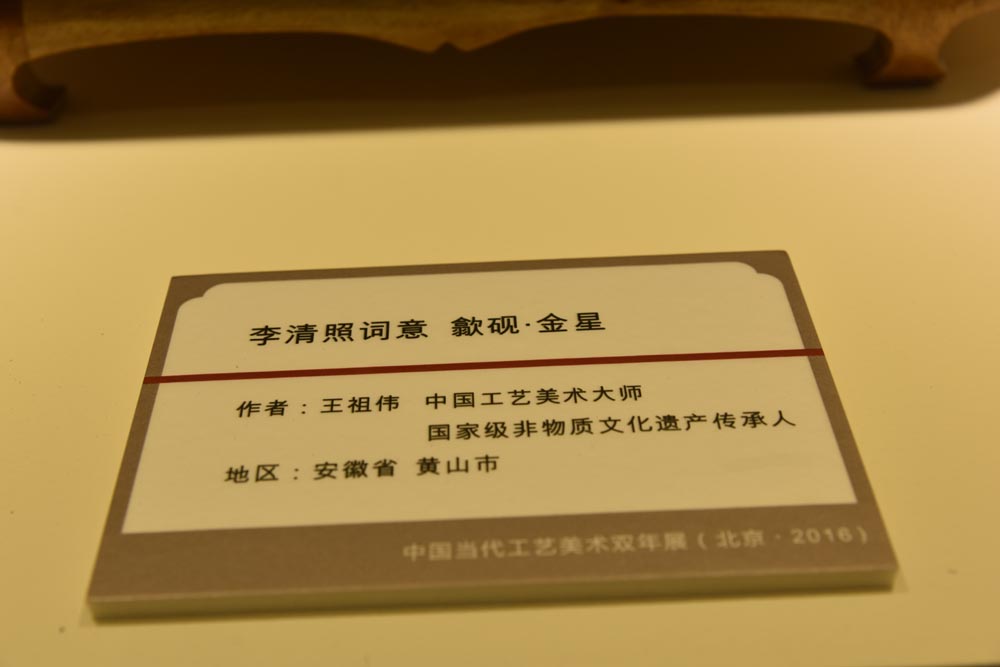 李清照词意 歙砚·金星
作者：王祖伟 中国工艺美术大师
国家级非物质文化遗产传承人
地区：安徽省 黄山市
中国当代工艺美术双年展（北京·2016）